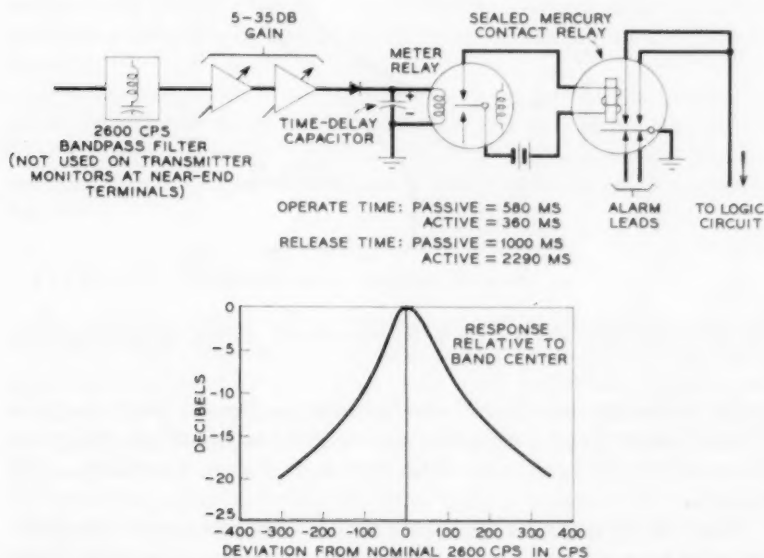 5-35 DB
GAIN
SEALED MERCURY
CONTACT RELAY
METER
RELAY
+
-
TIME-DELAY
CAPACITOR
2600 CPS
BANDPASS FILTER
(NOT USED ON TRANSMITTER
MONITORS AT NEAR-END
TERMINALS)
OPERATE TIME: PASSIVE = 580 MS
ACTIVE = 360 MS
RELEASE TIME: PASSIVE = 1000 MS
ACTIVE = 2290 MS
ALARM
LEADS
TO LOGIC
CIRCUIT
RESPONSE
RELATIVE TO
BAND CENTER
DECIBELS
0
-5
-10
-15
-20
-25
-400 -300 -200 -100 0 100 200 300 400
DEVIATION FROM NOMINAL 2600 CPS IN CPS